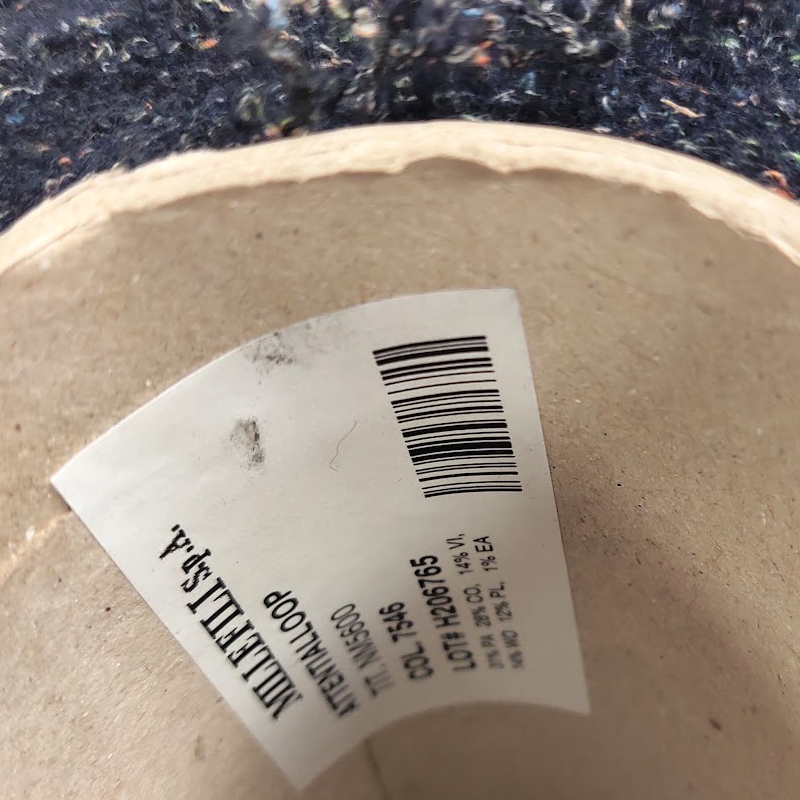 MILLEFILI S.p.A.
ATTENTIALLOOP
TIT. NM5600
COL. 7546
LOT# H206765
31% PA 28% CO, 14% VI,
14% WO 12% PL, 1% EA